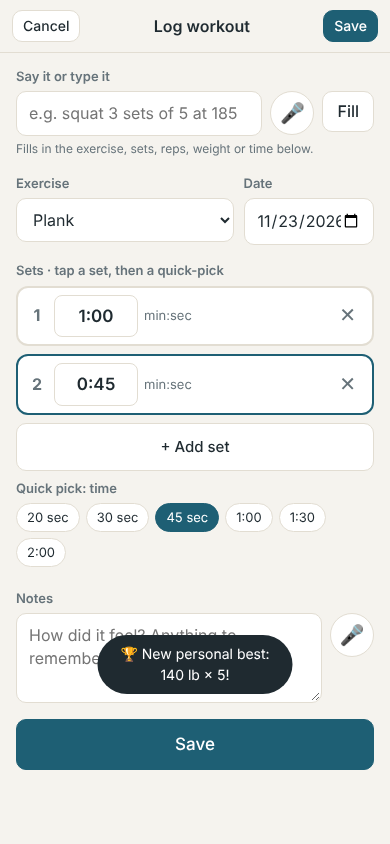 Cancel
Log workout
Save
Say it or type it
e.g. squat 3 sets of 5 at 185
Fill
Fills in the exercise, sets, reps, weight or time below.
Exercise
Date
Plank
11/23/2026
Sets · tap a set, then a quick-pick
1
1:00
min:sec
✕
2
0:45
min:sec
✕
+ Add set
Quick pick: time
20 sec
30 sec
45 sec
1:00
1:30
2:00
Notes
How did it feel? Anything to
🏆 New personal best:
140 lb × 5!
Save